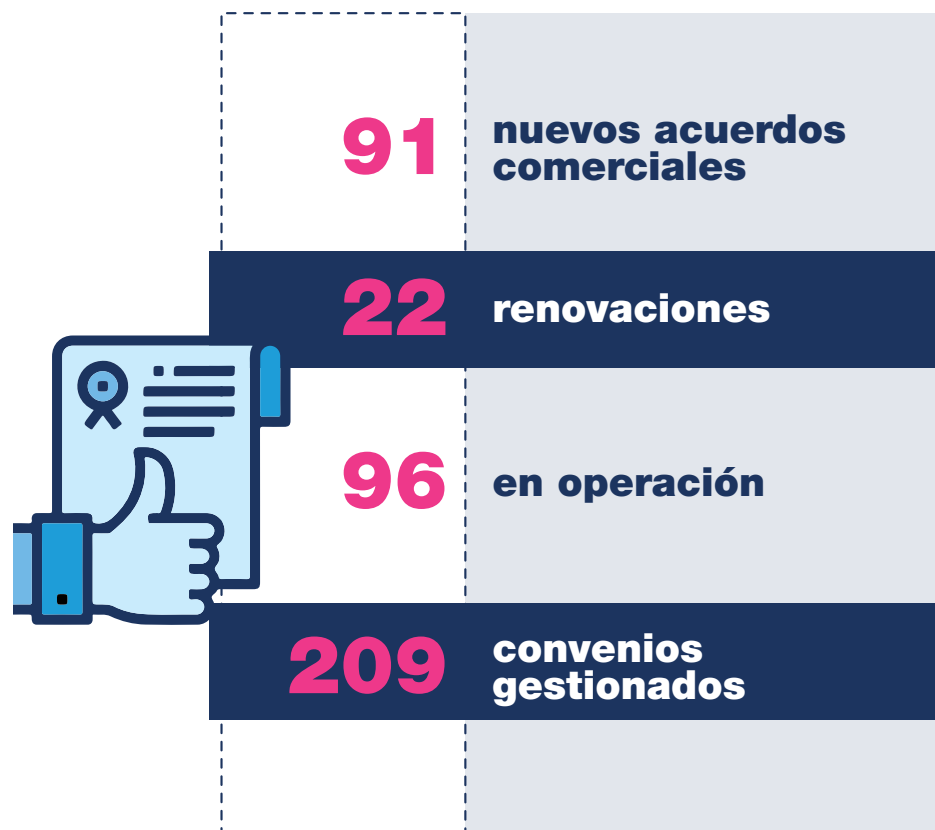 91 nuevos acuerdos
comerciales
22 renovaciones
96 en operación
209 convenios
gestionados